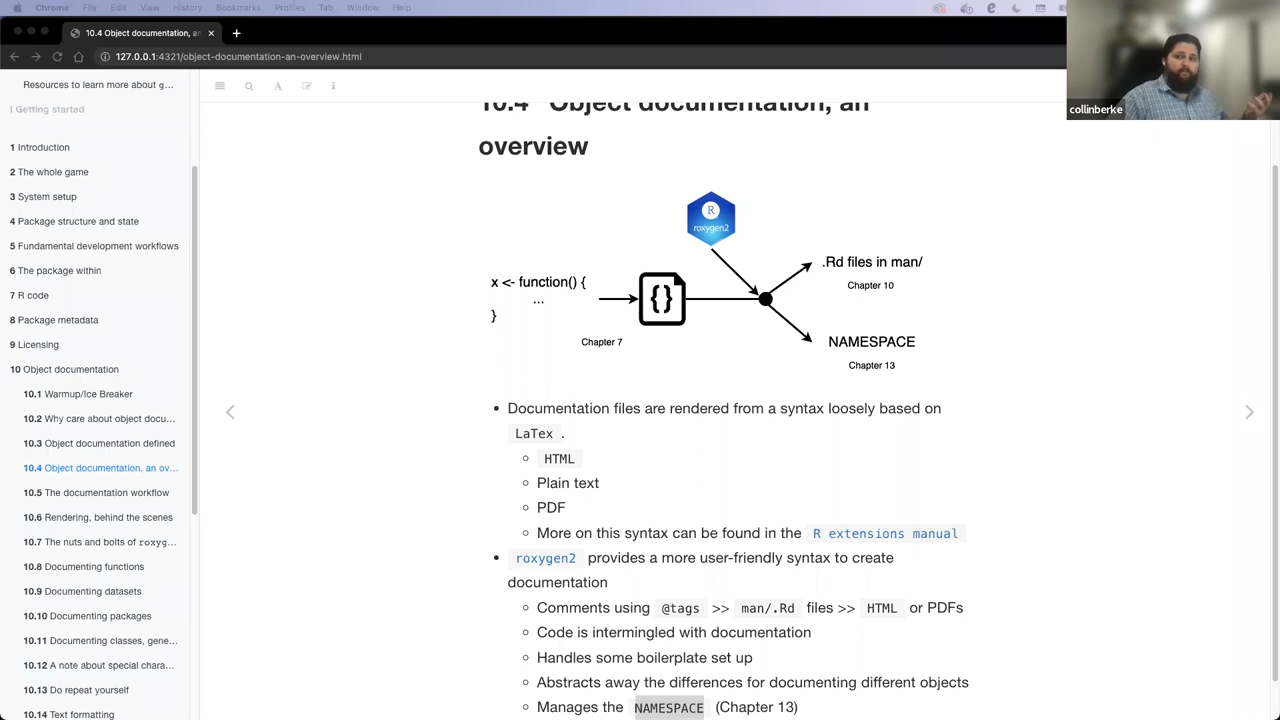 Chrome File Edit View History Bookmarks Profiles Tab Window Help
10.4 Object documentation, an
127.0.0.1:4321/object-documentation-an-overview.html
collinberke
Resources to learn more about g…
I Getting started
1 Introduction
2 The whole game
3 System setup
4 Package structure and state
5 Fundamental development workflows
6 The package within
7 R code
8 Package metadata
9 Licensing
10 Object documentation
10.1 Warmup/Ice Breaker
10.2 Why care about object docu…
10.3 Object documentation defined
10.4 Object documentation, an ov…
10.5 The documentation workflow
10.6 Rendering, behind the scenes
10.7 The nuts and bolts of roxyg…
10.8 Documenting functions
10.9 Documenting datasets
10.10 Documenting packages
10.11 Documenting classes, gene…
10.12 A note about special chara…
10.13 Do repeat yourself
10.14 Text formatting
10.4 Object documentation, an
overview
R
roxygen2
x <- function() {
...
}
{}
Chapter 7
.Rd files in man/
Chapter 10
NAMESPACE
Chapter 13
• Documentation files are rendered from a syntax loosely based on
LaTex .
HTML
Plain text
PDF
More on this syntax can be found in the R extensions manual
• roxygen2 provides a more user-friendly syntax to create
documentation
Comments using @tags >> man/.Rd files >> HTML or PDFs
Code is intermingled with documentation
Handles some boilerplate set up
Abstracts away the differences for documenting different objects
Manages the NAMESPACE (Chapter 13)